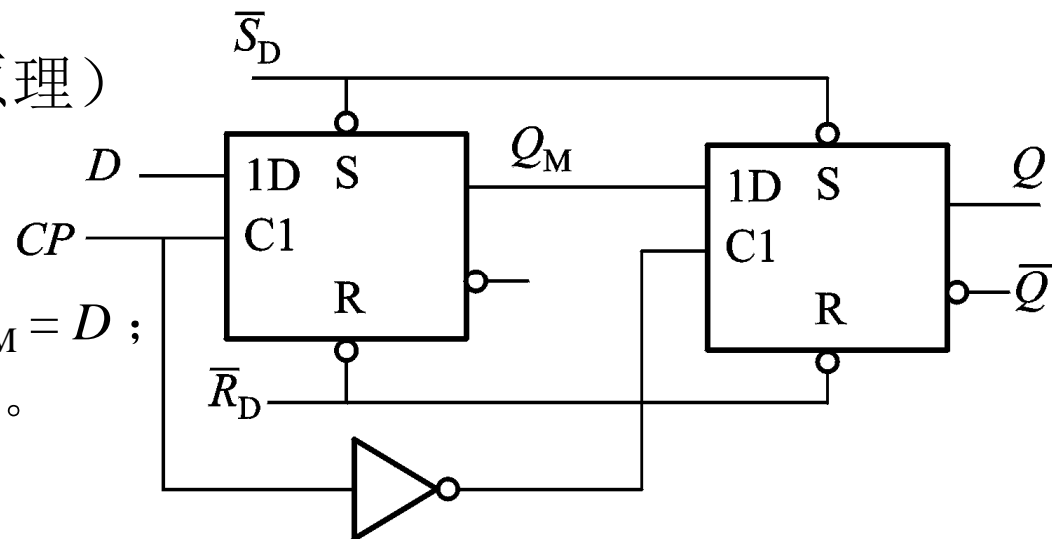 S̅D
理）
D 1D S QM 1D S Q
CP C1 C1
R R Q̅
M = D；
R̅D
。